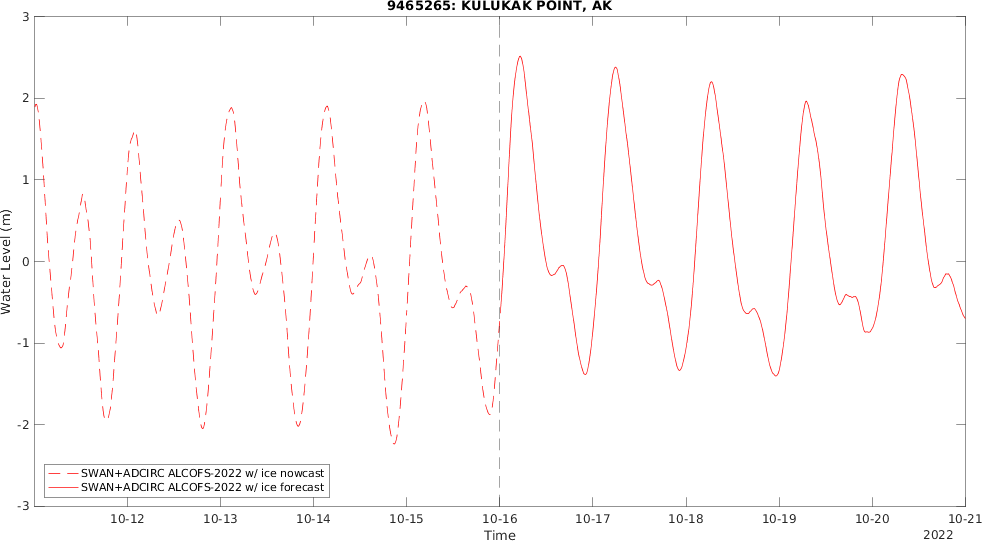 9465265: KULUKAK POINT, AK
3
2
1
0
-1
-2
-3
Water Level (m)
SWAN+ADCIRC ALCOFS-2022 w/ ice nowcast
SWAN+ADCIRC ALCOFS-2022 w/ ice forecast
10-12 10-13 10-14 10-15 10-16 10-17 10-18 10-19 10-20 10-21
Time
2022